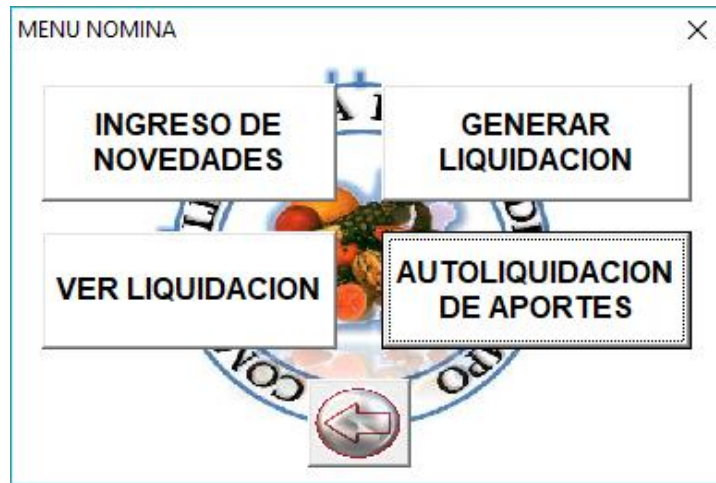 MENU NOMINA
INGRESO DE
NOVEDADES
GENERAR
LIQUIDACION
VER LIQUIDACION
AUTOLIQUIDACION
DE APORTES